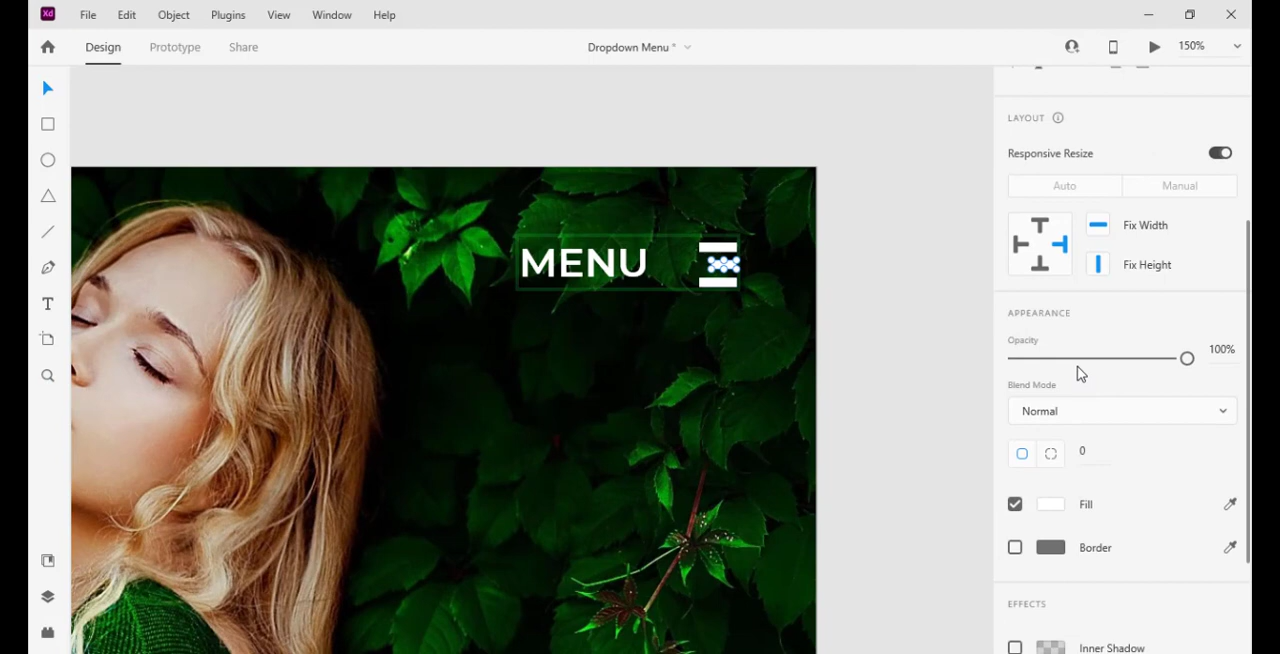 Xd File Edit Object Plugins View Window Help
Design Prototype Share Dropdown Menu * 150%
LAYOUT
Responsive Resize
Auto Manual
Fix Width
Fix Height
MENU
APPEARANCE
Opacity
100%
Blend Mode
Normal
0
Fill
Border
EFFECTS
Inner Shadow
T